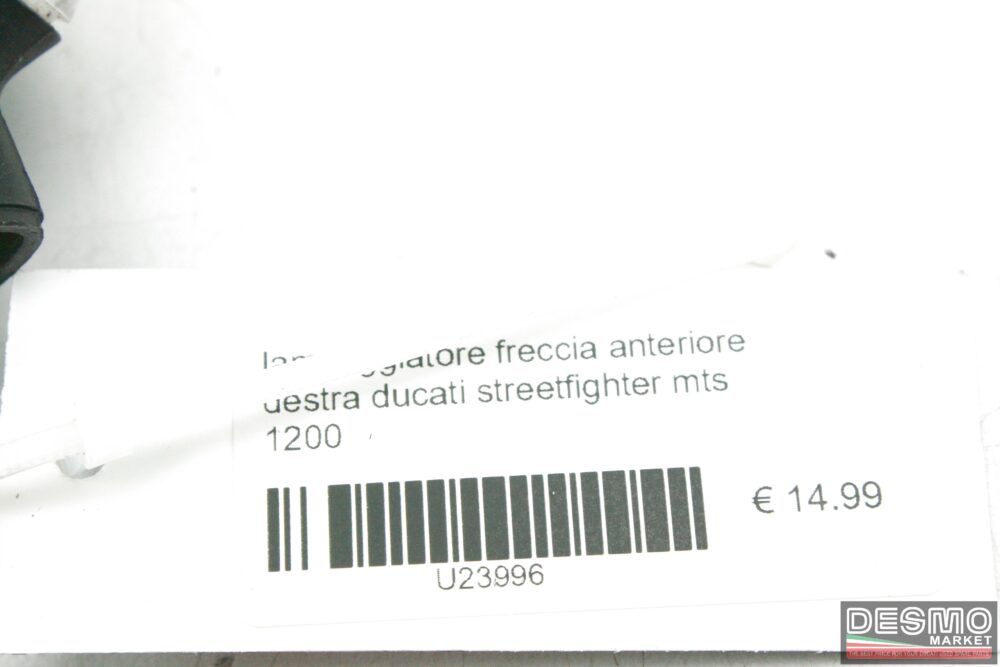 freccia anteriore
destra ducati streetfighter mts
1200
€ 14.99
U23996
DESMO
MARKET